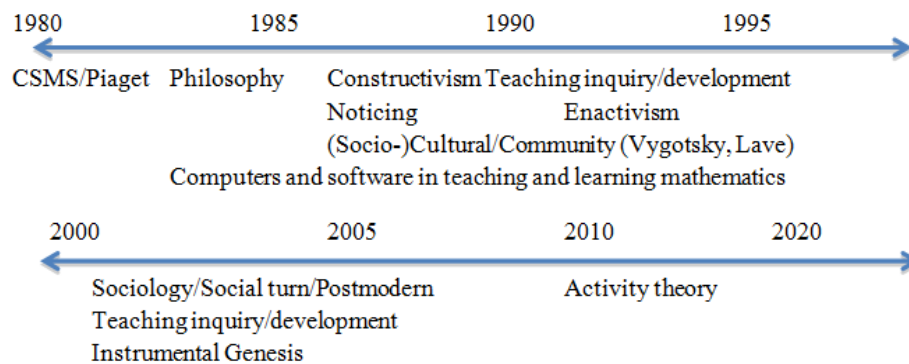 1980 1985 1990 1995
CSMS/Piaget Philosophy Constructivism Teaching inquiry/development
Noticing Enactivism
(Socio-)Cultural/Community (Vygotsky, Lave)
Computers and software in teaching and learning mathematics
2000 2005 2010 2020
Sociology/Social turn/Postmodern Activity theory
Teaching inquiry/development
Instrumental Genesis